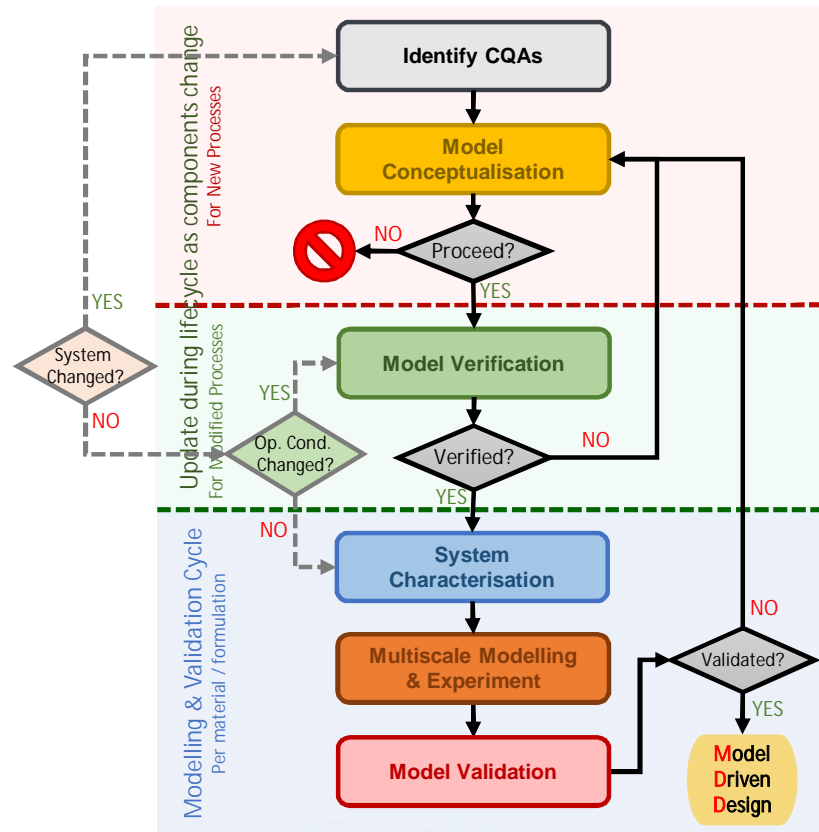 Identify CQAs
Model
Conceptualisation
NO
Proceed?
YES
Update during lifecycle as components change
For New Processes
YES
System
Changed?
NO
For Modified Processes
Model Verification
YES
Op. Cond.
Changed?
NO
Verified?
NO
YES
Modelling & Validation Cycle
Per material / formulation
System
Characterisation
Multiscale Modelling
& Experiment
Model Validation
NO
Validated?
YES
Model
Driven
Design